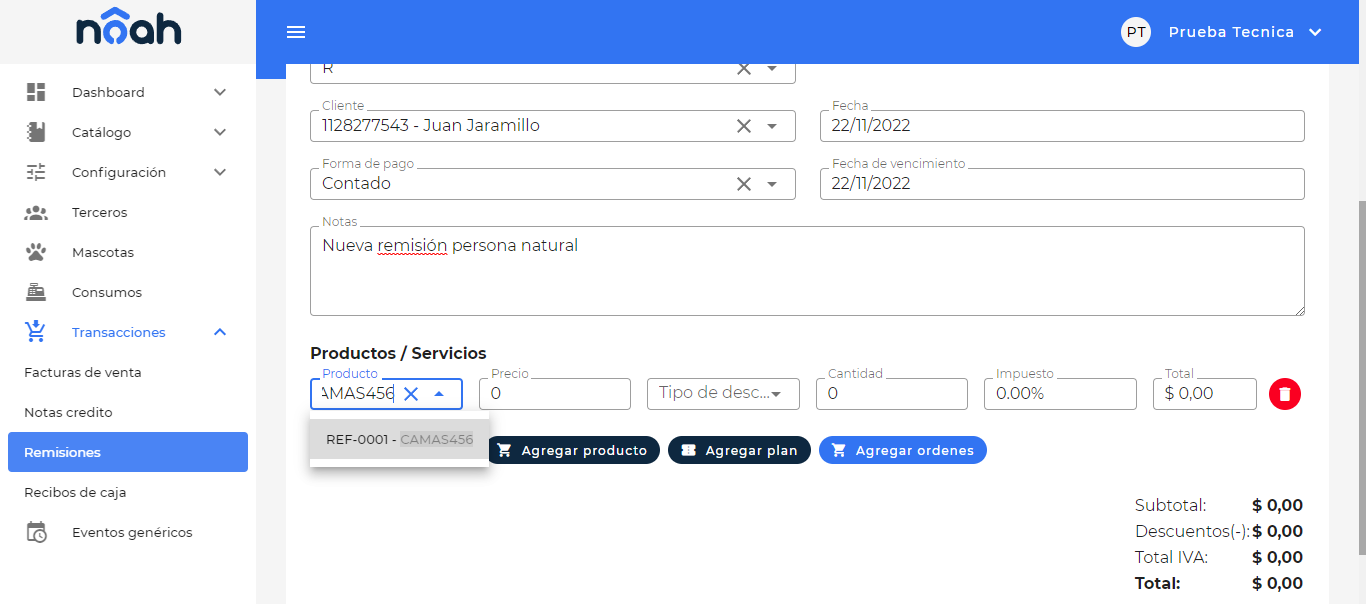 nôah
PT Prueba Tecnica
Dashboard
Catálogo
Configuración
Terceros
Mascotas
Consumos
Transacciones
Facturas de venta
Notas credito
Remisiones
Recibos de caja
Eventos genéricos
R
Cliente
1128277543 - Juan Jaramillo
Fecha
22/11/2022
Forma de pago
Contado
Fecha de vencimiento
22/11/2022
Notas
Nueva remisión persona natural
Productos / Servicios
Producto
AMAS456
Precio
0
Tipo de desc...
Cantidad
0
Impuesto
0.00%
Total
$ 0,00
REF-0001 - CAMAS456
Agregar producto
Agregar plan
Agregar ordenes
Subtotal: $ 0,00
Descuentos(-): $ 0,00
Total IVA: $ 0,00
Total: $ 0,00